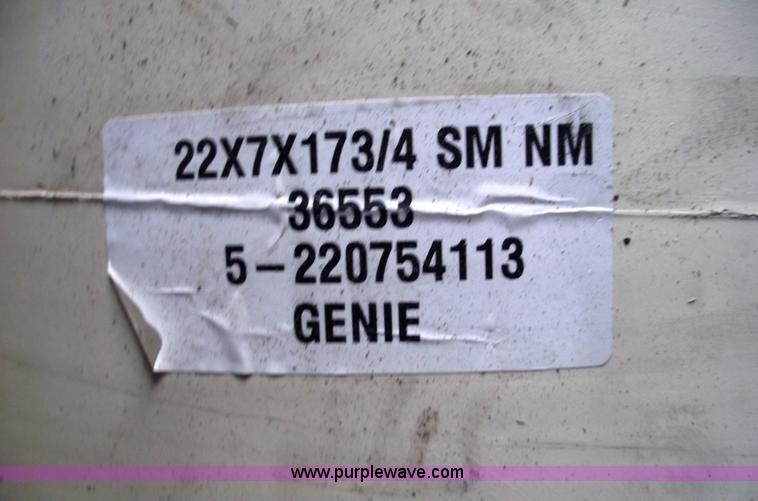 22X7X173/4 SM NM
36553
5-220754113
GENIE
www.purplewave.com